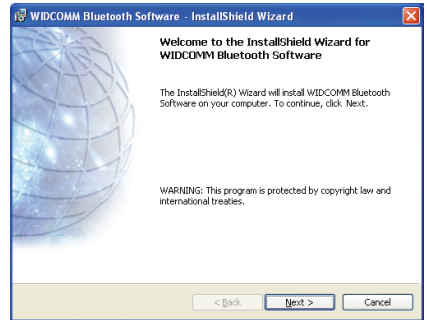 WIDCOMM Bluetooth Software - InstallShield Wizard
Welcome to the InstallShield Wizard for
WIDCOMM Bluetooth Software
The InstallShield(R) Wizard will install WIDCOMM Bluetooth
Software on your computer. To continue, click Next.
WARNING: This program is protected by copyright law and
international treaties.
< Back Next > Cancel